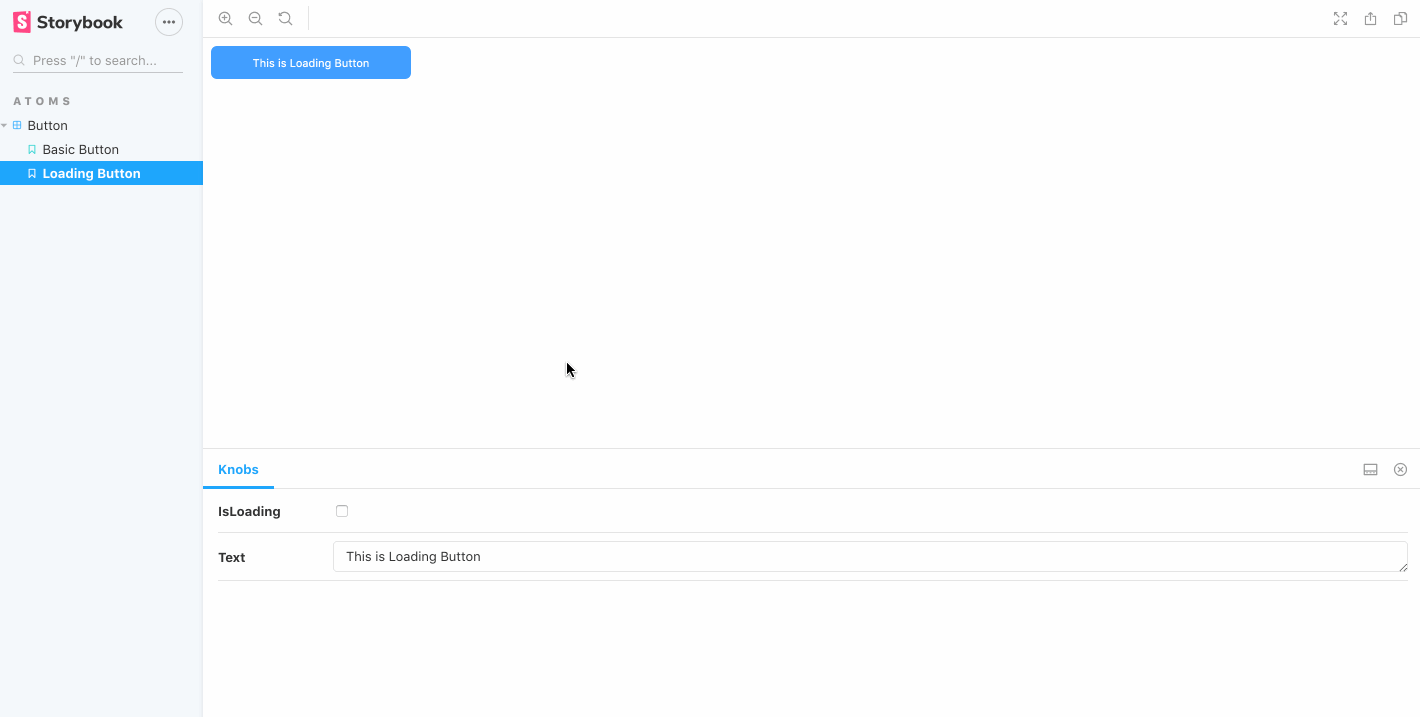 Storybook
Press "/" to search...
ATOMS
Button
Basic Button
Loading Button
This is Loading Button
Knobs
IsLoading
Text
This is Loading Button